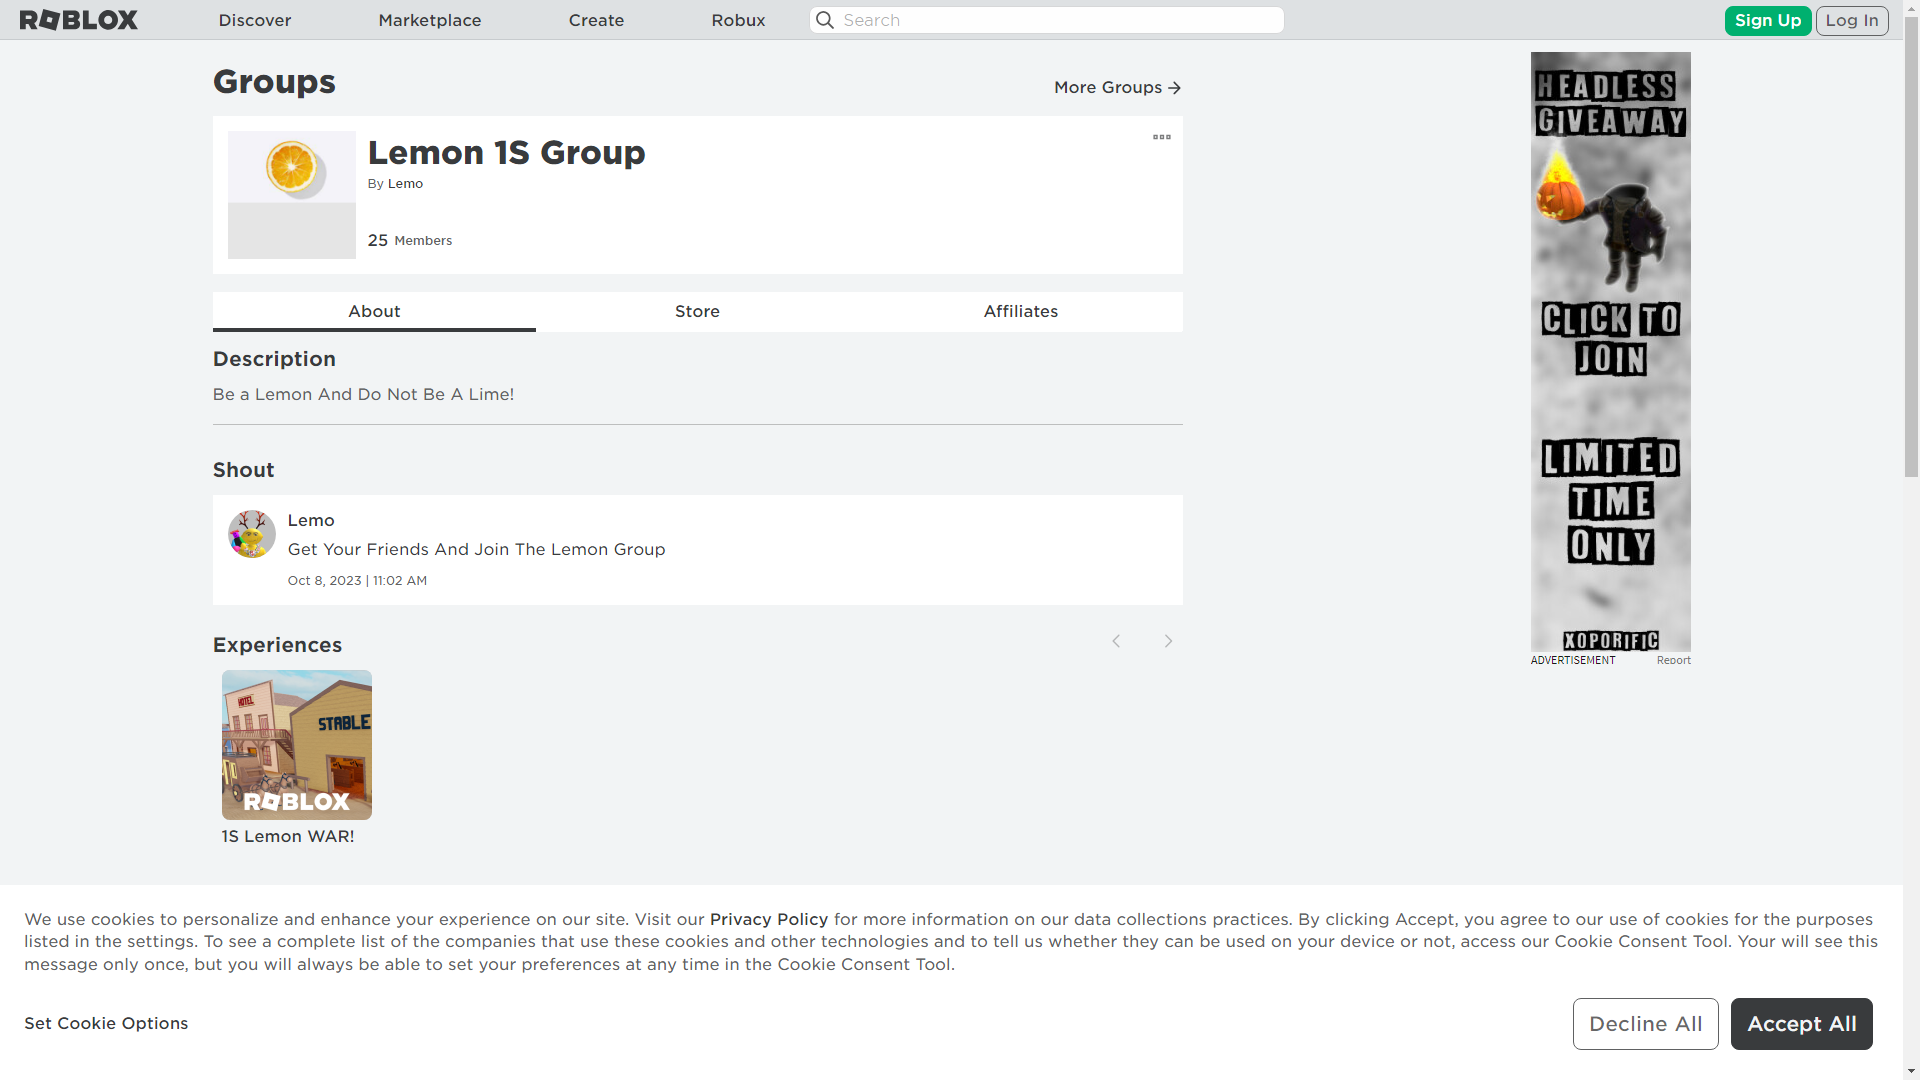 ROBLOX
Discover
Marketplace
Create
Robux
Search
Sign Up
Log In
Groups
More Groups
Lemon 1S Group
By Lemo
25 Members
About
Store
Affiliates
Description
Be a Lemon And Do Not Be A Lime!
Shout
Lemo
Get Your Friends And Join The Lemon Group
Oct 8, 2023 | 11:02 AM
Experiences
HOTEL
STABLE
ROBLOX
1S Lemon WAR!
HEADLESS
GIVEAWAY
CLICK TO
JOIN
LIMITED
TIME
ONLY
XOPORIFIC
ADVERTISEMENT
Report
We use cookies to personalize and enhance your experience on our site. Visit our Privacy Policy for more information on our data collections practices. By clicking Accept, you agree to our use of cookies for the purposes
listed in the settings. To see a complete list of the companies that use these cookies and other technologies and to tell us whether they can be used on your device or not, access our Cookie Consent Tool. Your will see this
message only once, but you will always be able to set your preferences at any time in the Cookie Consent Tool.
Set Cookie Options
Decline All
Accept All